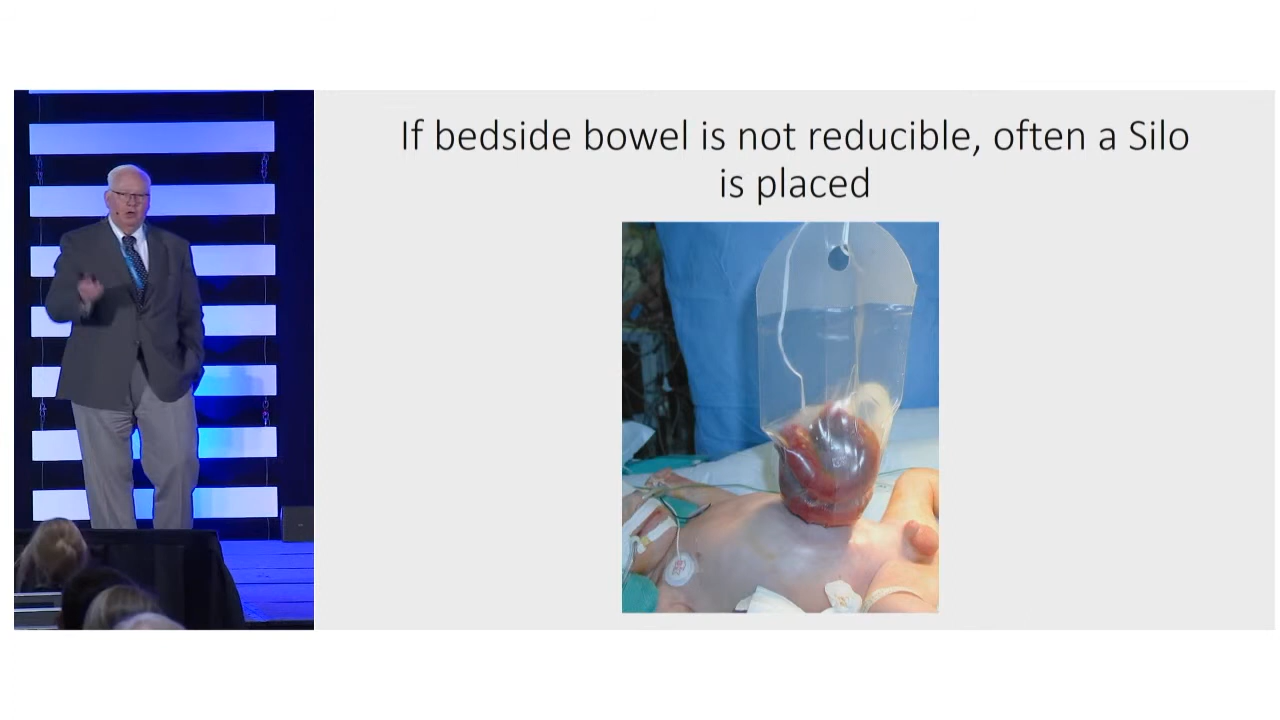 If bedside bowel is not reducible, often a Silo
is placed